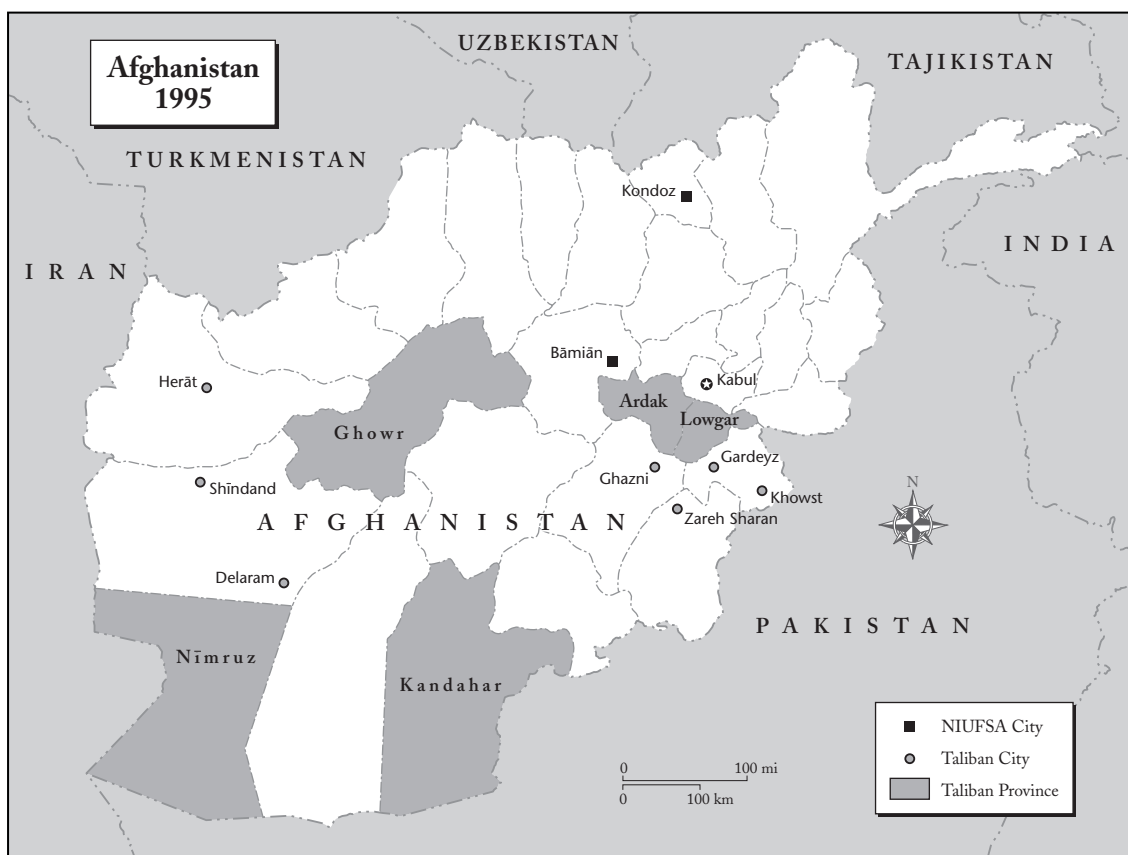 Afghanistan
1995
UZBEKISTAN
TAJIKISTAN
TURKMENISTAN
Kondoz
INDIA
IRAN
Bāmiān
Herāt
Kabul
Ardak
Lowgar
Ghowr
Gardeyz
Ghazni
Shīndand
Khowst
N
Zareh Sharan
AFGHANISTAN
Delaram
PAKISTAN
Nīmruz
Kandahar
NIUFSA City
Taliban City
Taliban Province
0 100 mi
0 100 km